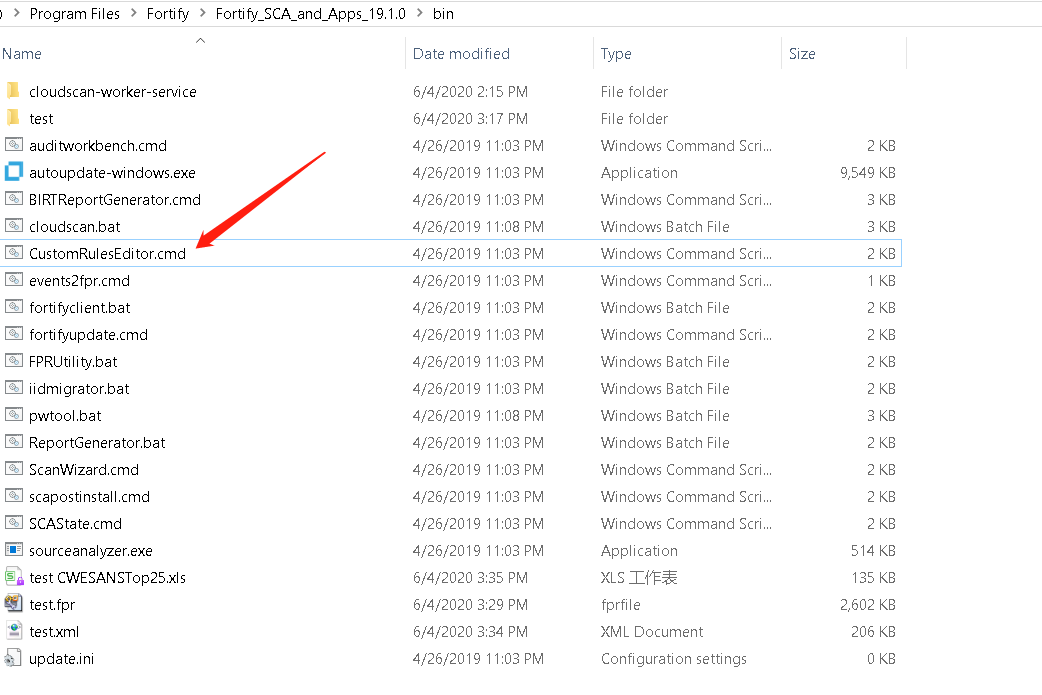 Program Files > Fortify > Fortify_SCA_and_Apps_19.1.0 > bin
Name Date modified Type Size
cloudscan-worker-service 6/4/2020 2:15 PM File folder
test 6/4/2020 3:17 PM File folder
auditworkbench.cmd 4/26/2019 11:03 PM Windows Command Scri... 2 KB
autoupdate-windows.exe 4/26/2019 11:03 PM Application 9,549 KB
BIRTReportGenerator.cmd 4/26/2019 11:03 PM Windows Command Scri... 3 KB
cloudscan.bat 4/26/2019 11:08 PM Windows Batch File 3 KB
CustomRulesEditor.cmd 4/26/2019 11:03 PM Windows Command Scri... 2 KB
events2fpr.cmd 4/26/2019 11:03 PM Windows Command Scri... 1 KB
fortifyclient.bat 4/26/2019 11:03 PM Windows Batch File 2 KB
fortifyupdate.cmd 4/26/2019 11:03 PM Windows Command Scri... 2 KB
FPRUtility.bat 4/26/2019 11:03 PM Windows Batch File 2 KB
iidmigrator.bat 4/26/2019 11:03 PM Windows Batch File 2 KB
pwtool.bat 4/26/2019 11:08 PM Windows Batch File 3 KB
ReportGenerator.bat 4/26/2019 11:03 PM Windows Batch File 2 KB
ScanWizard.cmd 4/26/2019 11:03 PM Windows Command Scri... 2 KB
scapostinstall.cmd 4/26/2019 11:03 PM Windows Command Scri... 2 KB
SCAState.cmd 4/26/2019 11:03 PM Windows Command Scri... 2 KB
sourceanalyzer.exe 4/26/2019 11:03 PM Application 514 KB
test CWESANSTop25.xls 6/4/2020 3:35 PM XLS 工作表 135 KB
test.fpr 6/4/2020 3:29 PM fprfile 2,602 KB
test.xml 6/4/2020 3:34 PM XML Document 206 KB
update.ini 4/26/2019 11:03 PM Configuration settings 0 KB